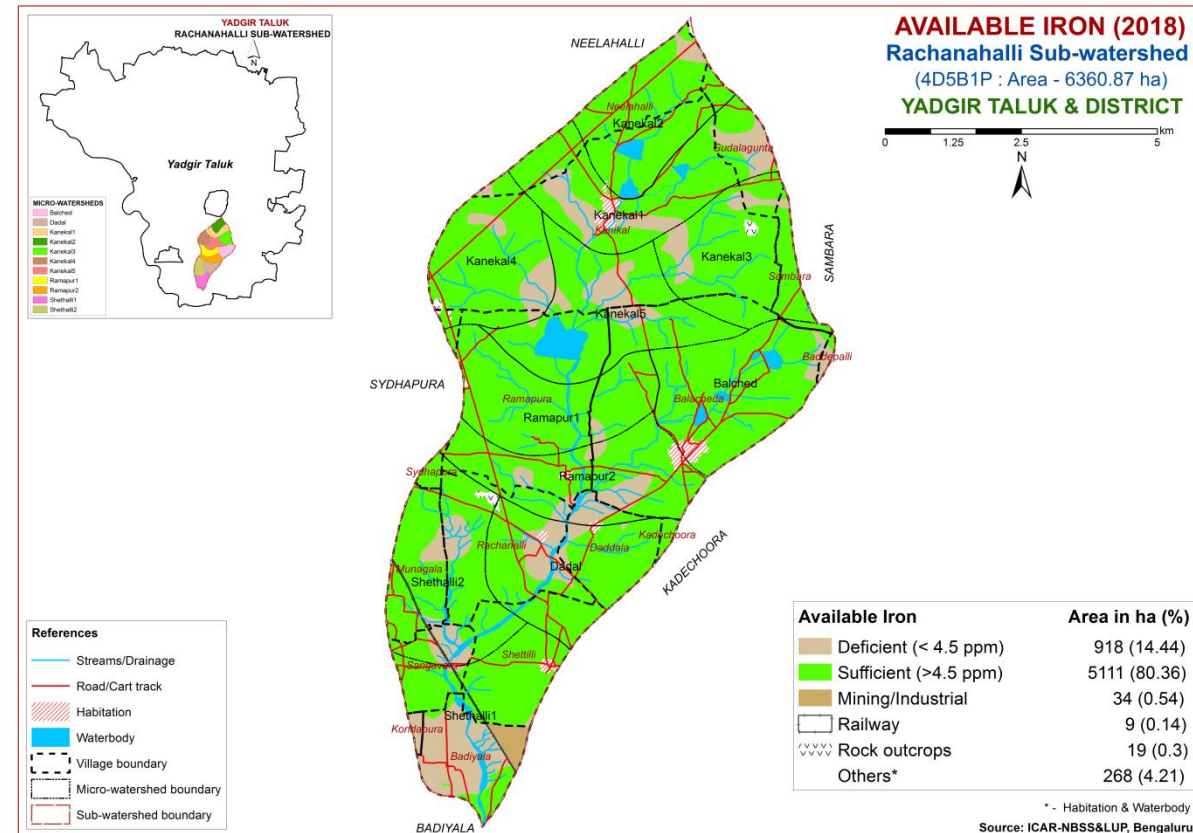 YADGIR TALUK
RACHANAHALLI SUB-WATERSHED
N
Yadgir Taluk
MICRO-WATERSHEDS
Balched
Dadal
Kanekal1
Kanekal2
Kanekal3
Kanekal4
Kanekal5
Ramapur1
Ramapur2
Shethalli1
Shethalli2
AVAILABLE IRON (2018)
Rachanahalli Sub-watershed
(4D5B1P : Area - 6360.87 ha)
YADGIR TALUK & DISTRICT
0 1.25 2.5 5 km
N
NEELAHALLI
Neelahalli
Kanekal2
Gudalagunta
Kanekal1
Kanikal
Kanekal4
Kanekal3
SAMBARA
Sambara
Kanekal5
Baddepalli
SYDHAPURA
Balched
Ramapura
Balacheda
Ramapur1
Sydhapura
Ramapur2
Rachanalli
Daddala
Kadechoora
KADECHOORA
Munagala
Dadal
Shethalli2
Sangavara
Shettilli
Shethalli1
Kondapura
Badiyala
BADIYALA
References
Streams/Drainage
Road/Cart track
Habitation
Waterbody
Village boundary
Micro-watershed boundary
Sub-watershed boundary
Available Iron Area in ha (%)
Deficient (< 4.5 ppm) 918 (14.44)
Sufficient (>4.5 ppm) 5111 (80.36)
Mining/Industrial 34 (0.54)
Railway 9 (0.14)
Rock outcrops 19 (0.3)
Others* 268 (4.21)
* - Habitation & Waterbody
Source: ICAR-NBSS&LUP, Bengaluru